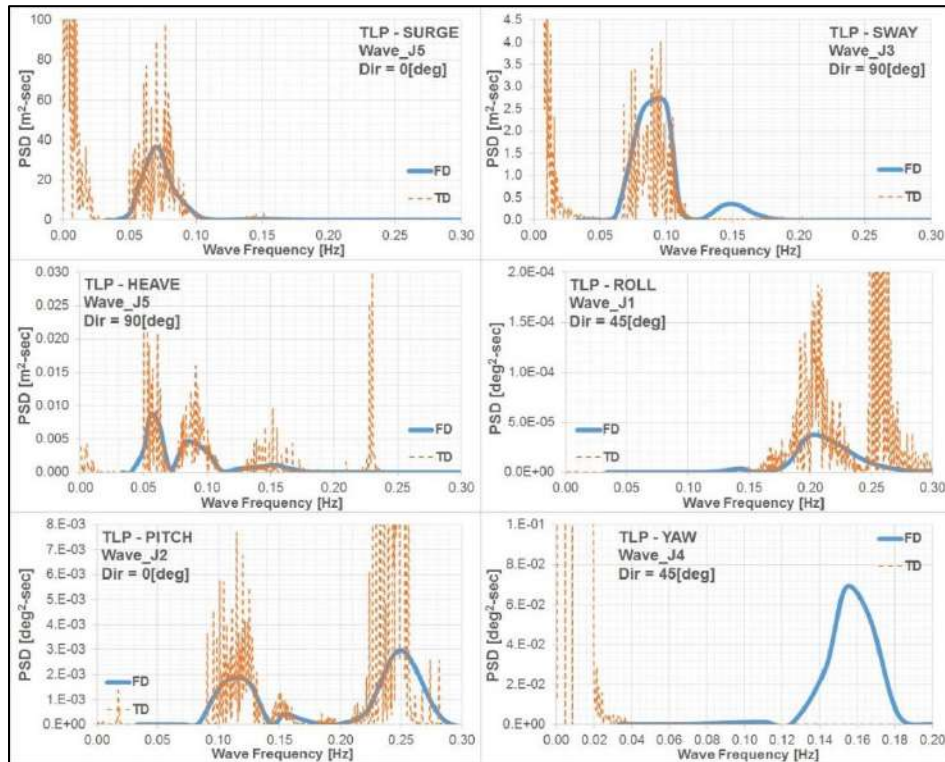 TLP - SURGE
Wave_J5
Dir = 0[deg]
PSD [m²-sec]
100
80
60
40
20
0
FD
TD
0.00 0.05 0.10 0.15 0.20 0.25 0.30
Wave Frequency [Hz]
TLP - SWAY
Wave_J3
Dir = 90[deg]
PSD [m²-sec]
4.5
4.0
3.5
3.0
2.5
2.0
1.5
1.0
0.5
0.0
FD
TD
0.00 0.05 0.10 0.15 0.20 0.25 0.30
Wave Frequency [Hz]
TLP - HEAVE
Wave_J5
Dir = 90[deg]
PSD [m²-sec]
0.030
0.025
0.020
0.015
0.010
0.005
0.000
FD
TD
0.00 0.05 0.10 0.15 0.20 0.25 0.30
Wave Frequency [Hz]
TLP - ROLL
Wave_J1
Dir = 45[deg]
PSD [deg²-sec]
2.0E-04
1.5E-04
1.0E-04
5.0E-05
0.0E+00
FD
TD
0.00 0.05 0.10 0.15 0.20 0.25 0.30
Wave Frequency [Hz]
TLP - PITCH
Wave_J2
Dir = 0[deg]
PSD [deg²-sec]
8.E-03
7.E-03
6.E-03
5.E-03
4.E-03
3.E-03
2.E-03
1.E-03
0.E+00
FD
TD
0.00 0.05 0.10 0.15 0.20 0.25 0.30
Wave Frequency [Hz]
TLP - YAW
Wave_J4
Dir = 45[deg]
PSD [deg²-sec]
1.E-01
8.E-02
6.E-02
4.E-02
2.E-02
0.E+00
FD
TD
0.00 0.02 0.04 0.06 0.08 0.10 0.12 0.14 0.16 0.18 0.20
Wave Frequency [Hz]